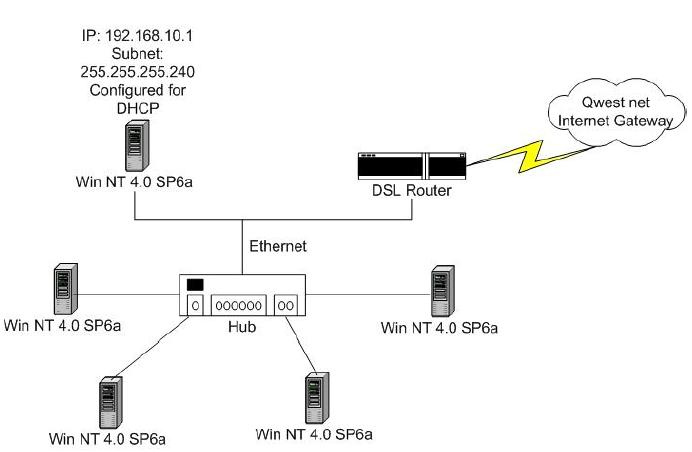 IP: 192.168.10.1
Subnet:
255.255.255.240
Configured for
DHCP
Win NT 4.0 SP6a
DSL Router
Qwest net
Internet Gateway
Ethernet
Hub
Win NT 4.0 SP6a
Win NT 4.0 SP6a
Win NT 4.0 SP6a
Win NT 4.0 SP6a